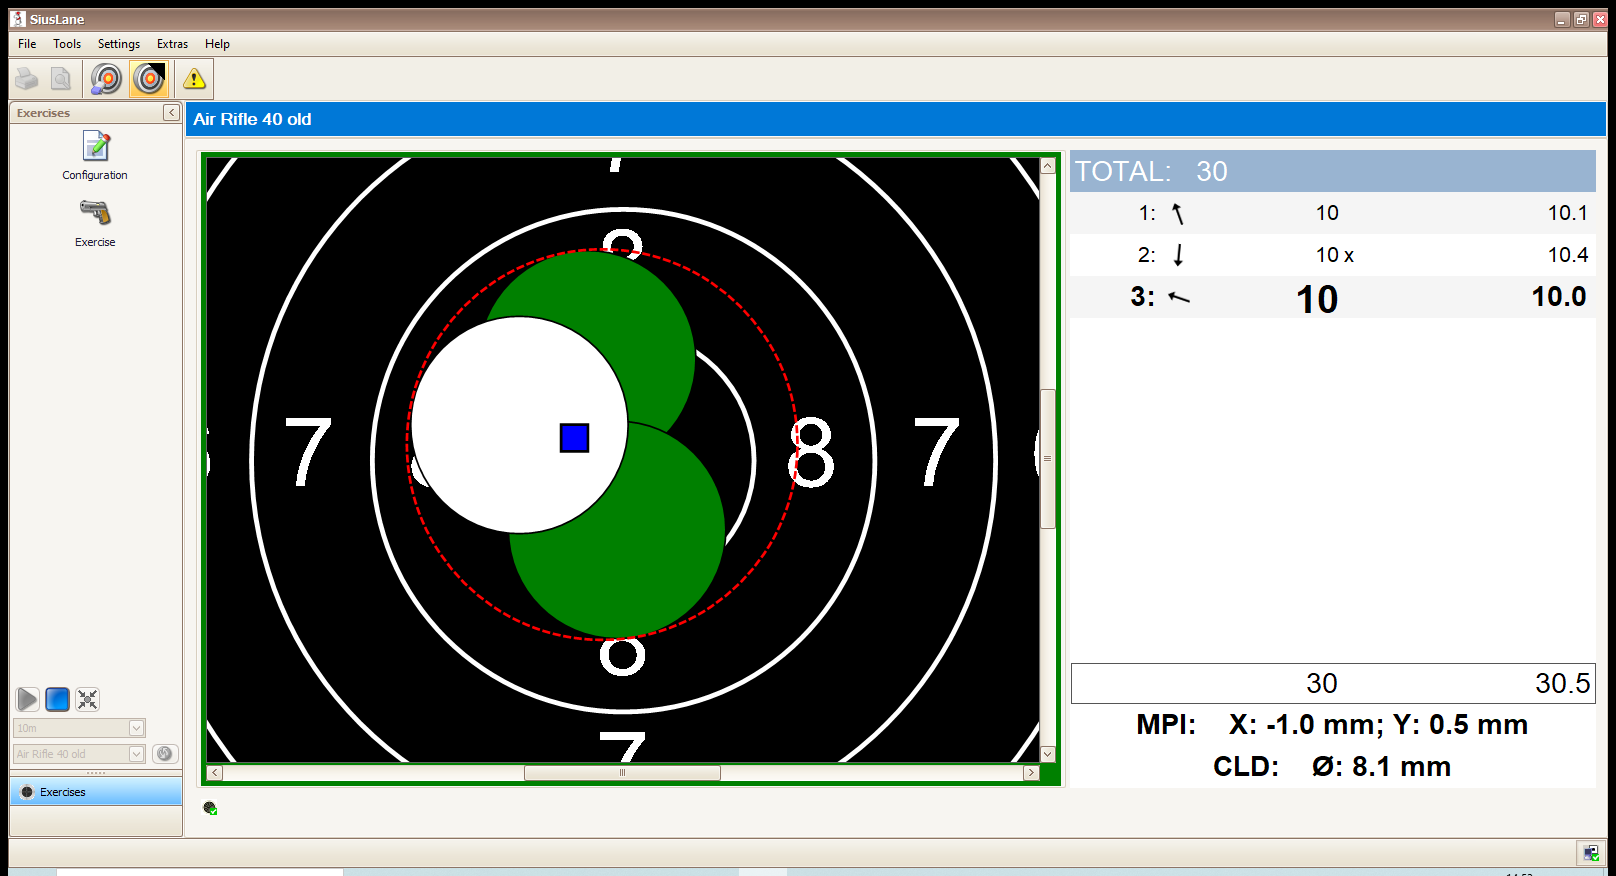 SiusLane
File Tools Settings Extras Help
Exercises
Configuration
Exercise
10m
Air Rifle 40 old
Exercises
Air Rifle 40 old
7
7 8 7
7
TOTAL: 30
1: 10 10.1
2: 10 x 10.4
3: 10 10.0
30 30.5
MPI: X: -1.0 mm; Y: 0.5 mm
CLD: Ø: 8.1 mm